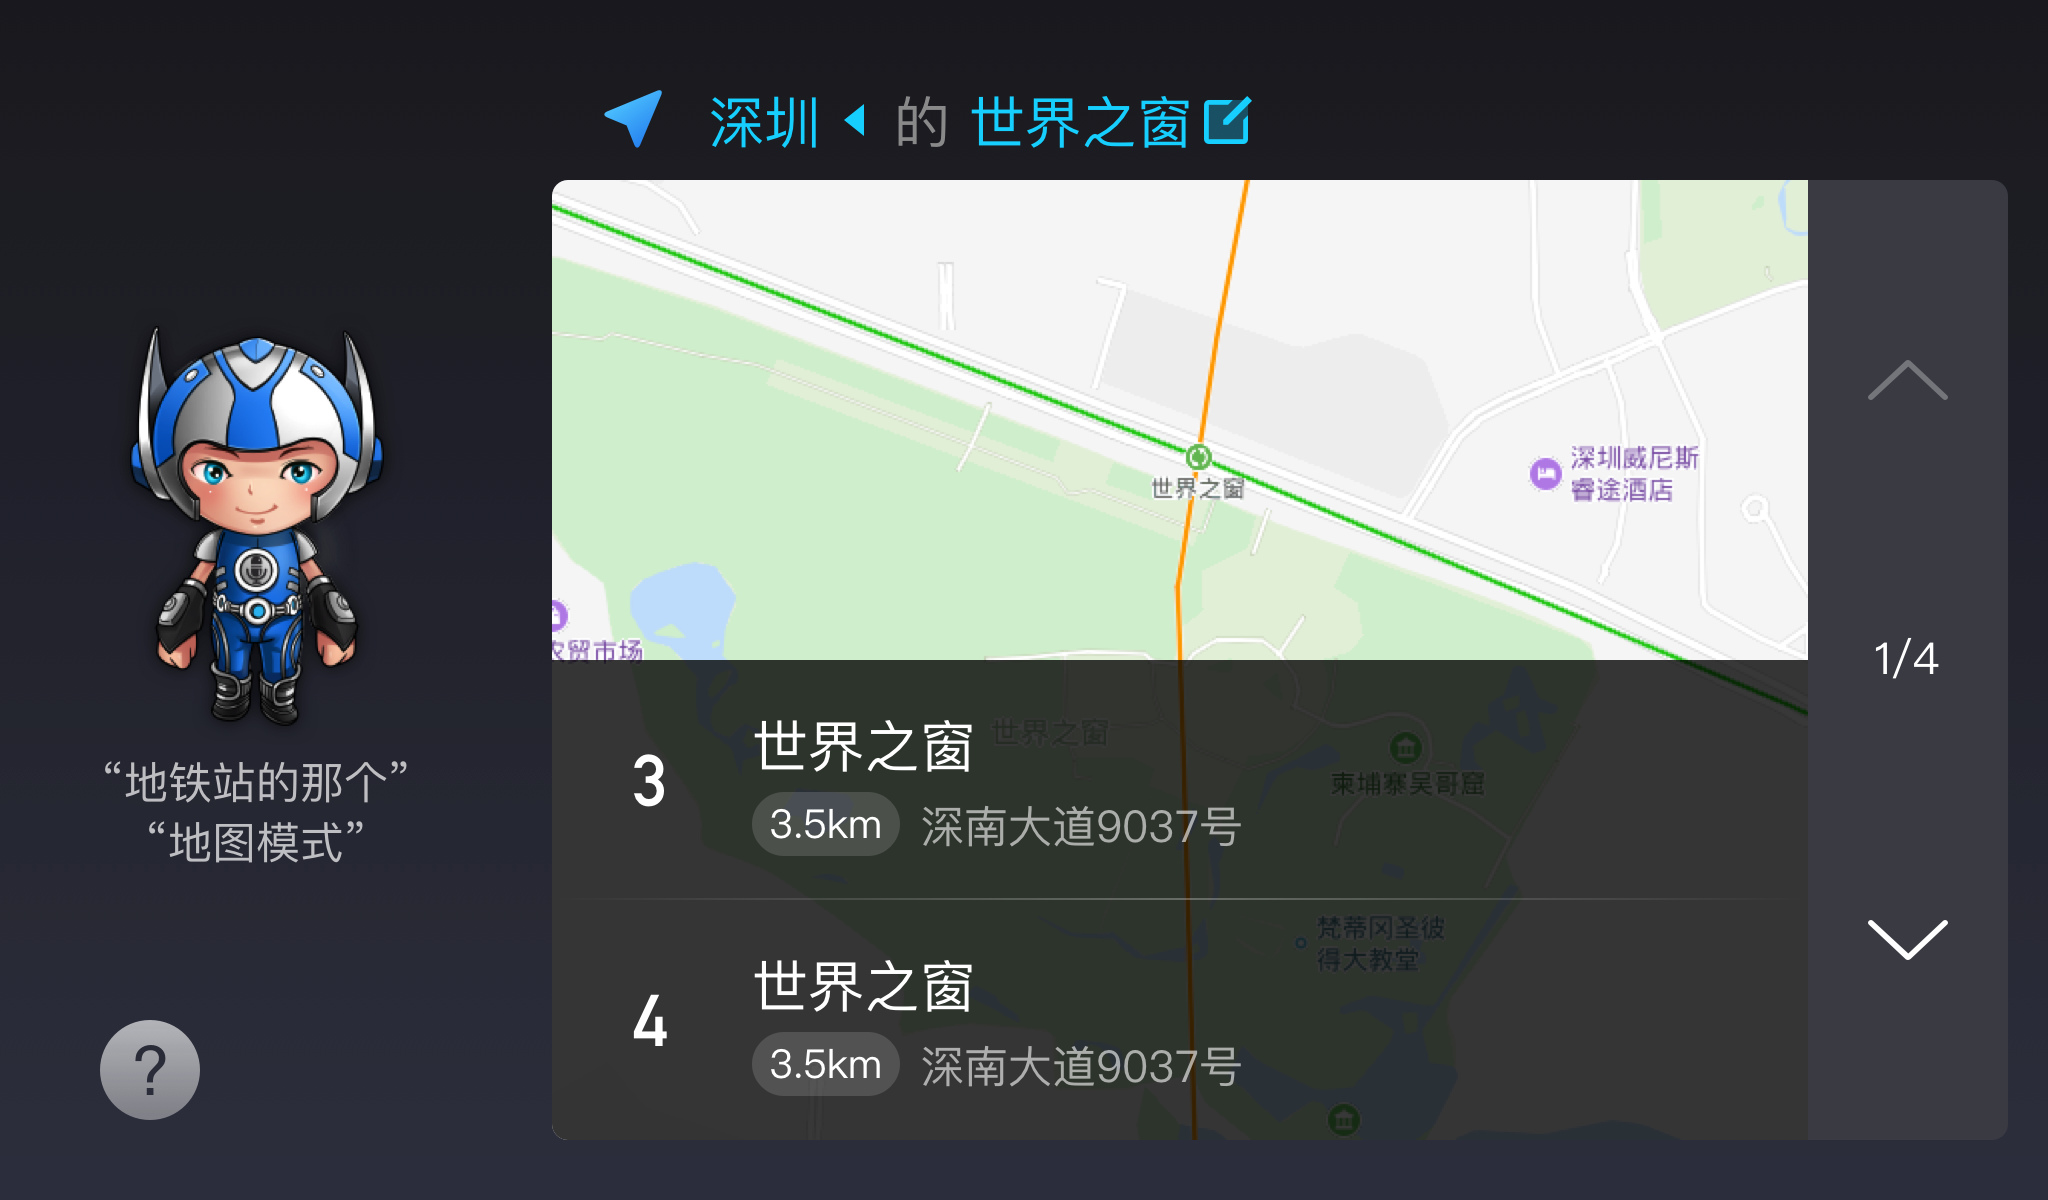 深圳 的 世界之窗
世界之窗
深圳威尼斯
睿途酒店
农贸市场
1/4
世界之窗
3 世界之窗
3.5km 深南大道9037号
柬埔寨吴哥窟
梵蒂冈圣彼
得大教堂
4 世界之窗
3.5km 深南大道9037号
“地铁站的那个”
“地图模式”
?